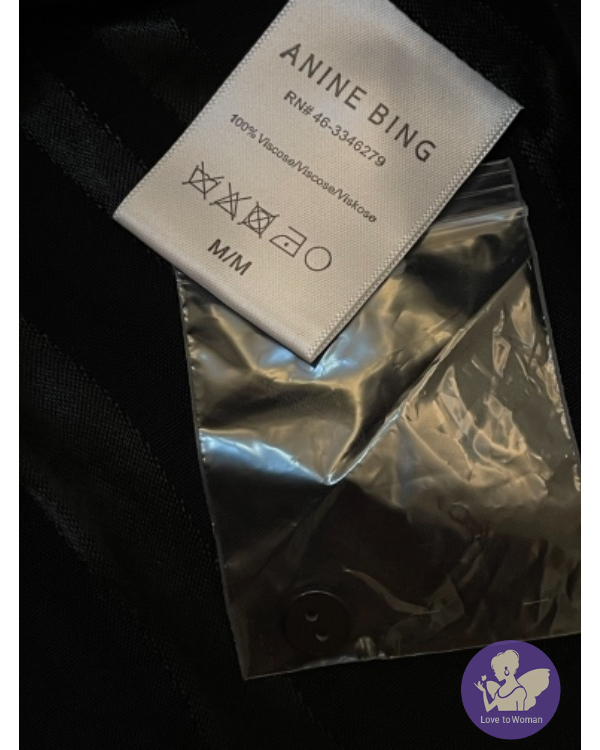 ANINE BING
RN# 46-3346279
100% Viscose/Viscose/Viskose
M/M
Love to Woman